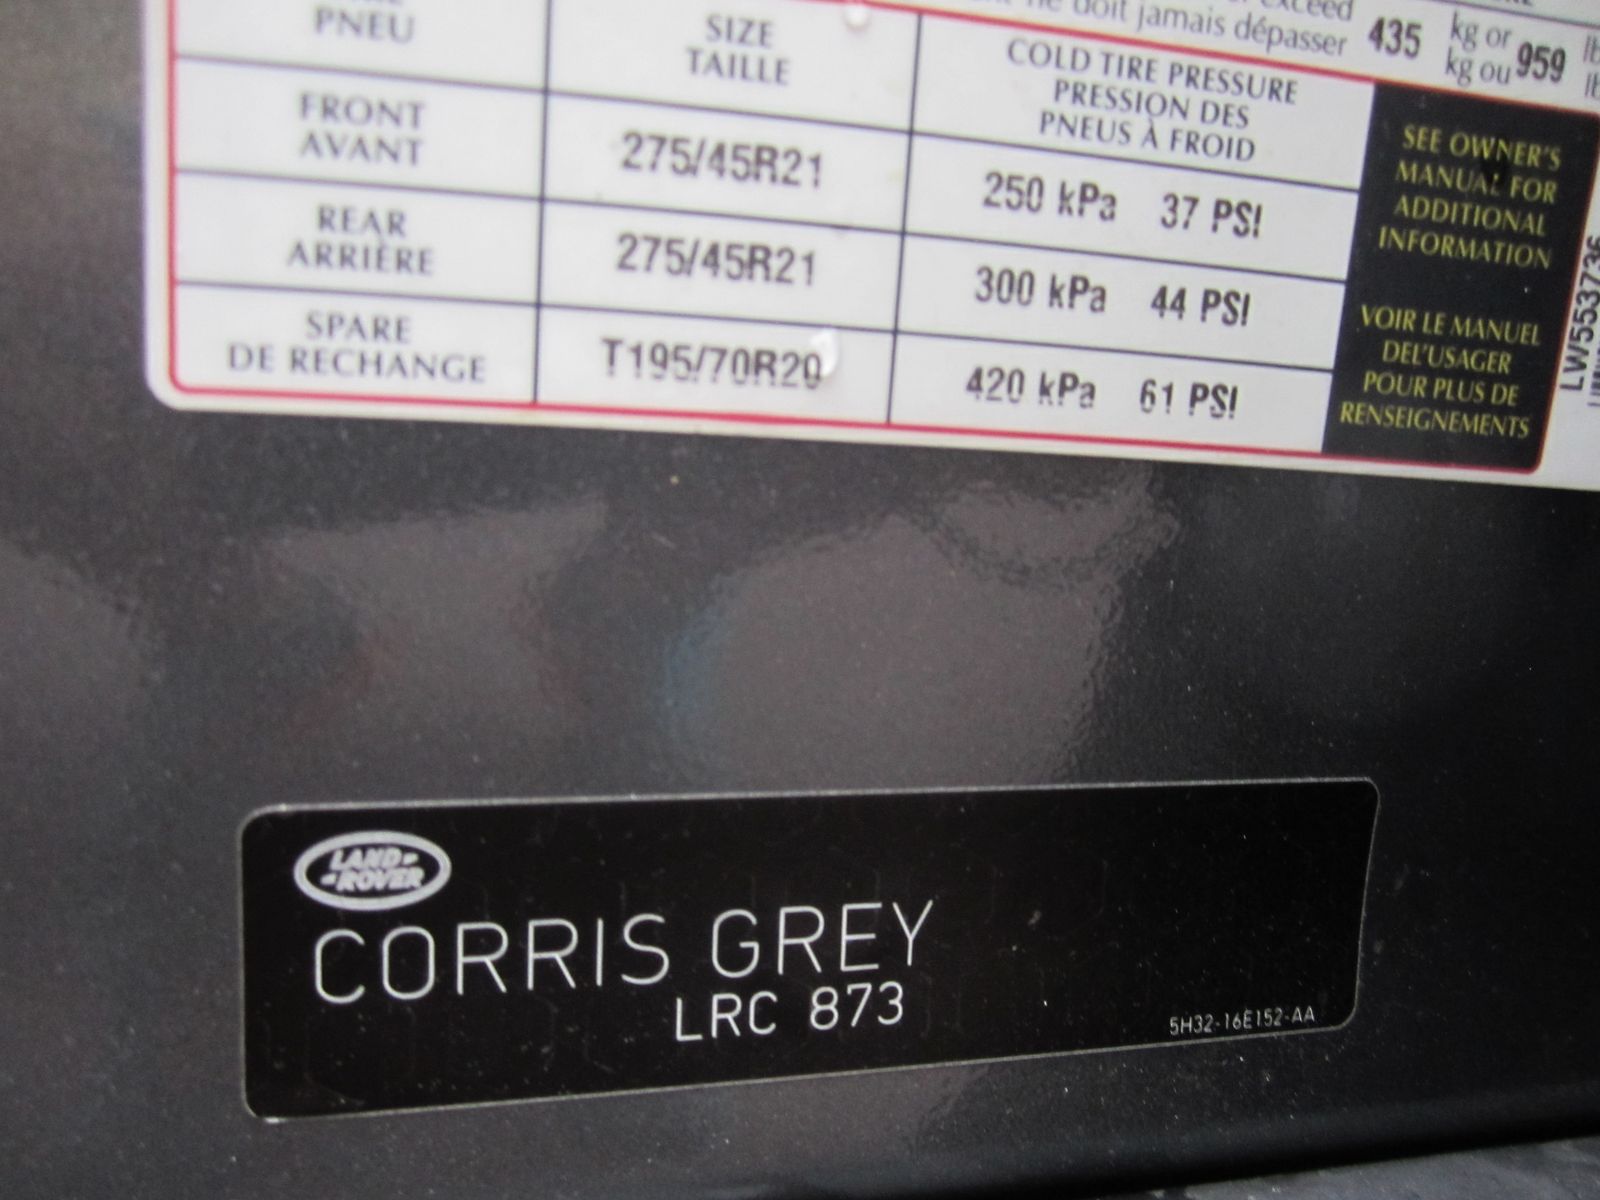 exceed
ne doit jamais dépasser 435 kg or 959
kg ou
PNEU
SIZE
TAILLE
COLD TIRE PRESSURE
PRESSION DES
PNEUS À FROID
FRONT
AVANT
275/45R21
250 kPa 37 PSI
REAR
ARRIÈRE
275/45R21
300 kPa 44 PSI
SPARE
DE RECHANGE
T195/70R20
420 kPa 61 PSI
SEE OWNER'S
MANUAL FOR
ADDITIONAL
INFORMATION
VOIR LE MANUEL
DEL'USAGER
POUR PLUS DE
RENSEIGNEMENTS
LW553736
LAND-
-ROVER
CORRIS GREY
LRC 873
5H32-16E152-AA